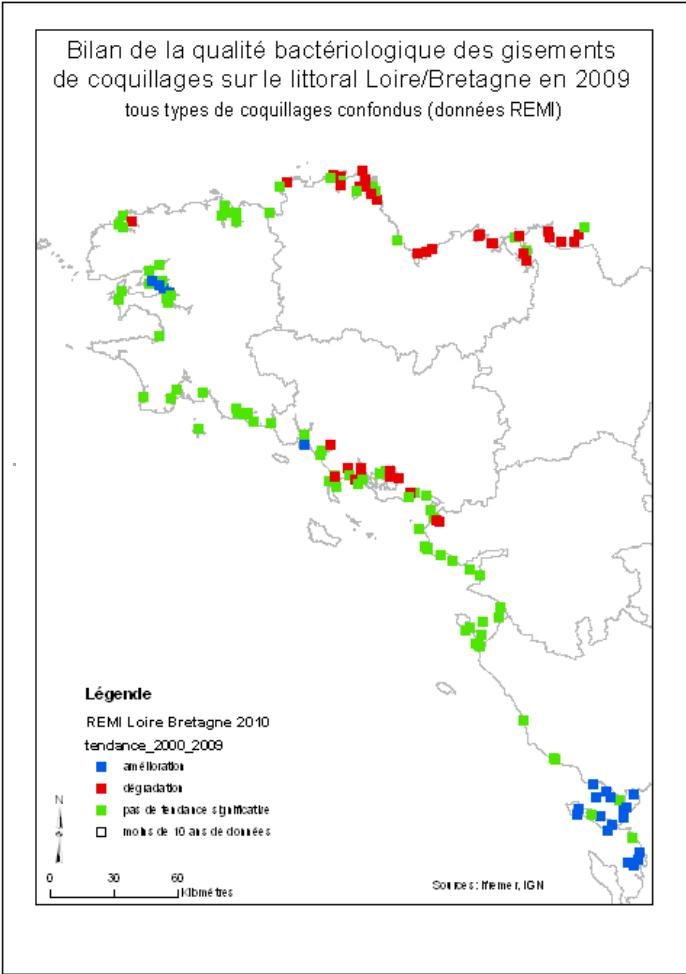 Bilan de la qualité bactériologique des gisements
de coquillages sur le littoral Loire/Bretagne en 2009
tous types de coquillages confondus (données REMI)
Légende
REMI Loire Bretagne 2010
tendance_2000_2009
amélioration
dégradation
pas de tendance significative
moins de 10 ans de données
N
0 30 60
Kilomètres
Sources : Ifremer, IGN